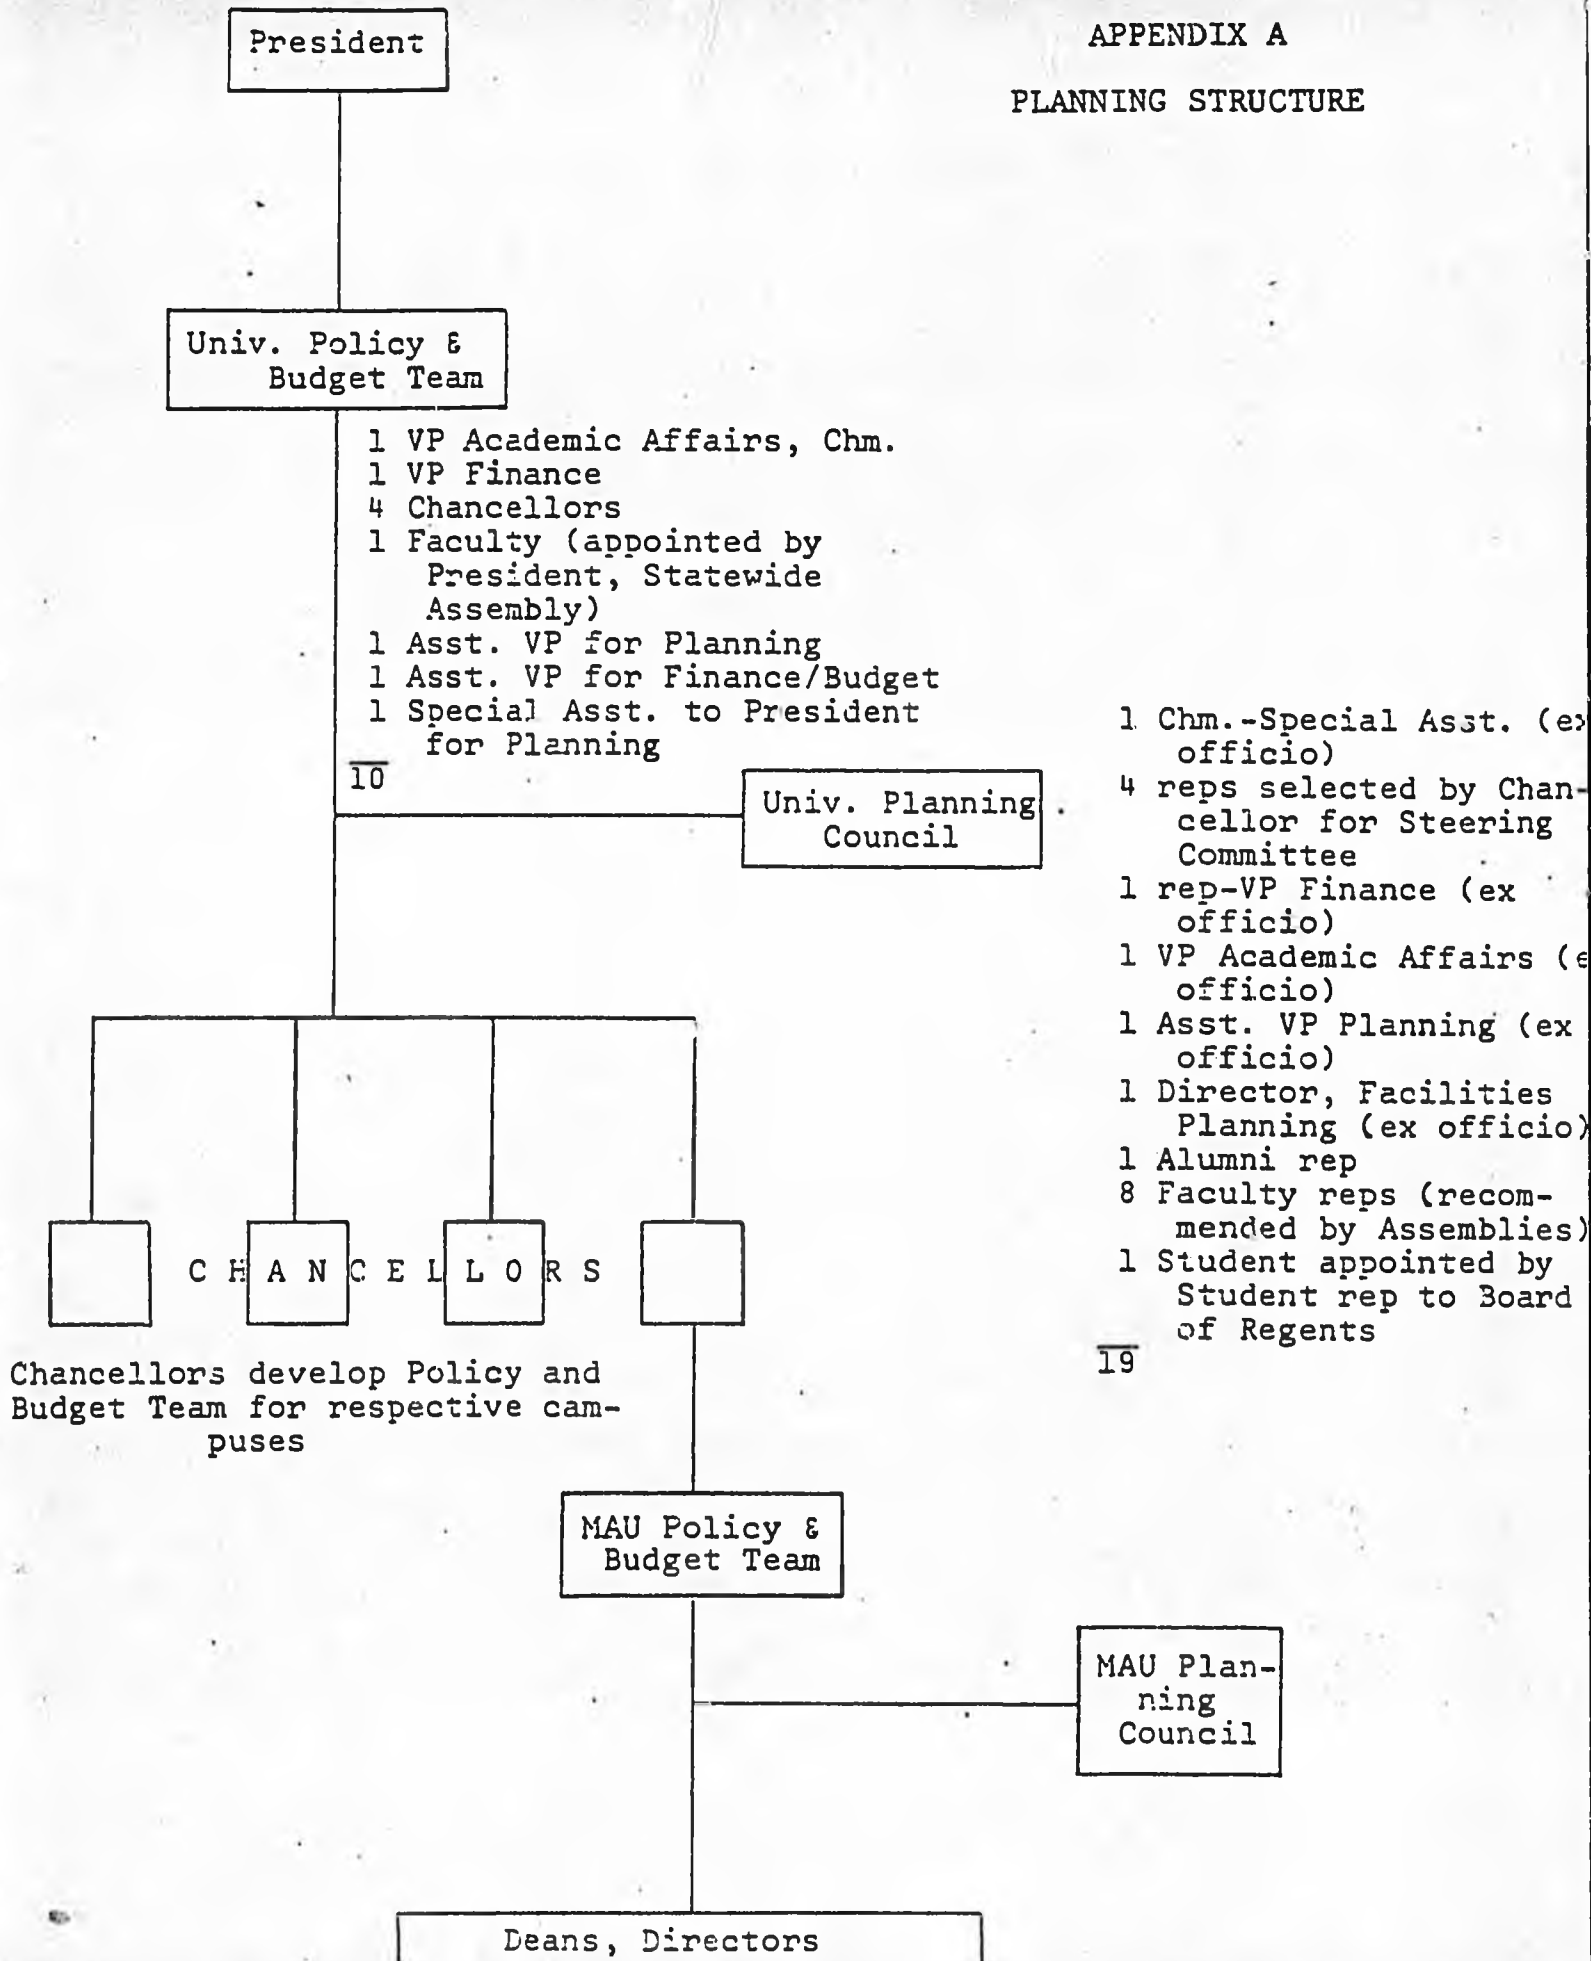 President
APPENDIX A
PLANNING STRUCTURE
Univ. Policy &
Budget Team
1 VP Academic Affairs, Chm.
1 VP Finance
4 Chancellors
1 Faculty (appointed by
President, Statewide
Assembly)
1 Asst. VP for Planning
1 Asst. VP for Finance/Budget
1 Special Asst. to President
for Planning
10
Univ. Planning
Council
1 Chm.-Special Asst. (ex
officio)
4 reps selected by Chan-
cellor for Steering
Committee
1 rep-VP Finance (ex
officio)
1 VP Academic Affairs (e
officio)
1 Asst. VP Planning (ex
officio)
1 Director, Facilities
Planning (ex officio)
1 Alumni rep
8 Faculty reps (recom-
mended by Assemblies)
1 Student appointed by
Student rep to Board
of Regents
19
C H A N C E L L O R S
Chancellors develop Policy and
Budget Team for respective cam-
puses
MAU Policy &
Budget Team
MAU Plan-
ning
Council
Deans, Directors